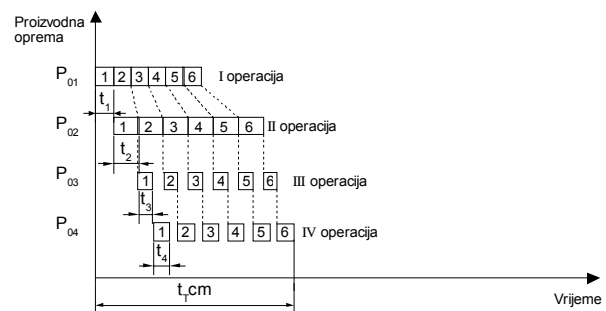 Proizvodna
oprema
P01 1 2 3 4 5 6 I operacija
t1
P02 1 2 3 4 5 6 II operacija
t2
P03 1 2 3 4 5 6 III operacija
t3
P04 1 2 3 4 5 6 IV operacija
t4
tTcm
Vrijeme